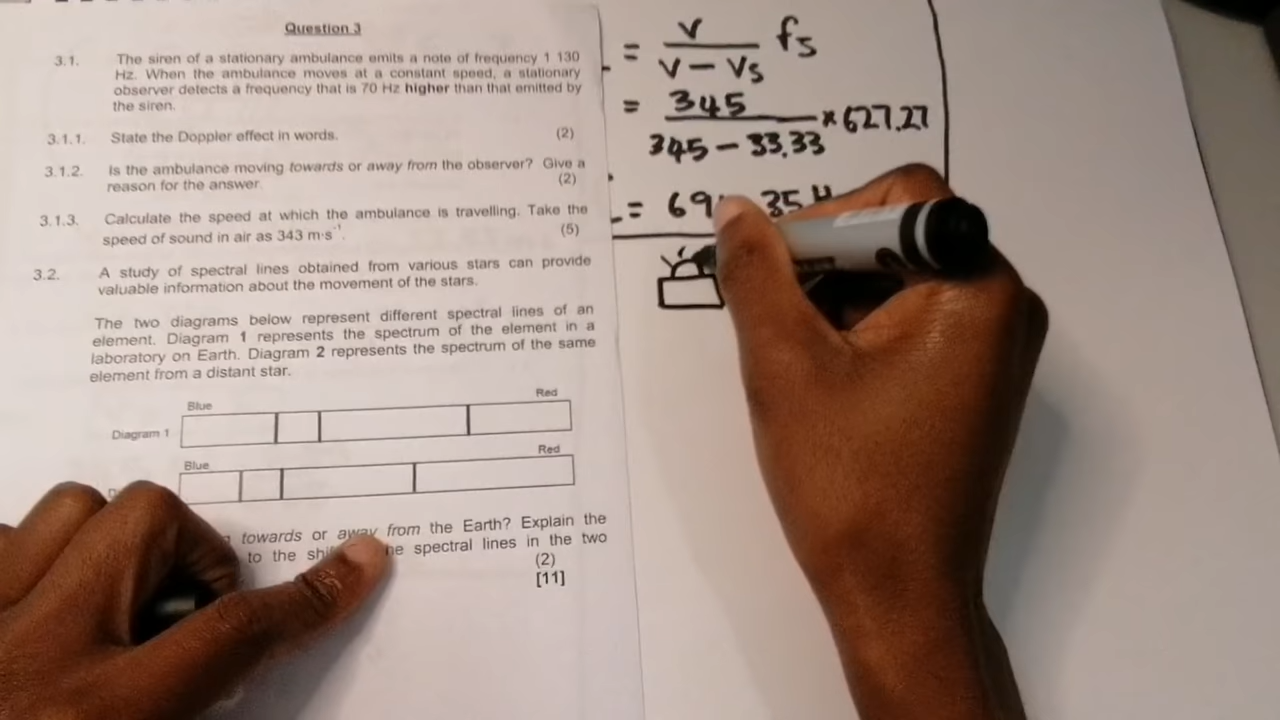 Question 3
3.1. The siren of a stationary ambulance emits a note of frequency 1 130
Hz. When the ambulance moves at a constant speed, a stationary
observer detects a frequency that is 70 Hz higher than that emitted by
the siren.
3.1.1. State the Doppler effect in words. (2)
3.1.2. Is the ambulance moving towards or away from the observer? Give a
reason for the answer. (2)
3.1.3. Calculate the speed at which the ambulance is travelling. Take the
speed of sound in air as 343 m·s⁻¹. (5)
3.2. A study of spectral lines obtained from various stars can provide
valuable information about the movement of the stars.
The two diagrams below represent different spectral lines of an
element. Diagram 1 represents the spectrum of the element in a
laboratory on Earth. Diagram 2 represents the spectrum of the same
element from a distant star.
Blue Red
Diagram 1
Blue Red
towards or away from the Earth? Explain the
to the spectral lines in the two
(2)
[11]
= v / (v - vs) fs
= 345 / (345 - 33.33) × 627.27